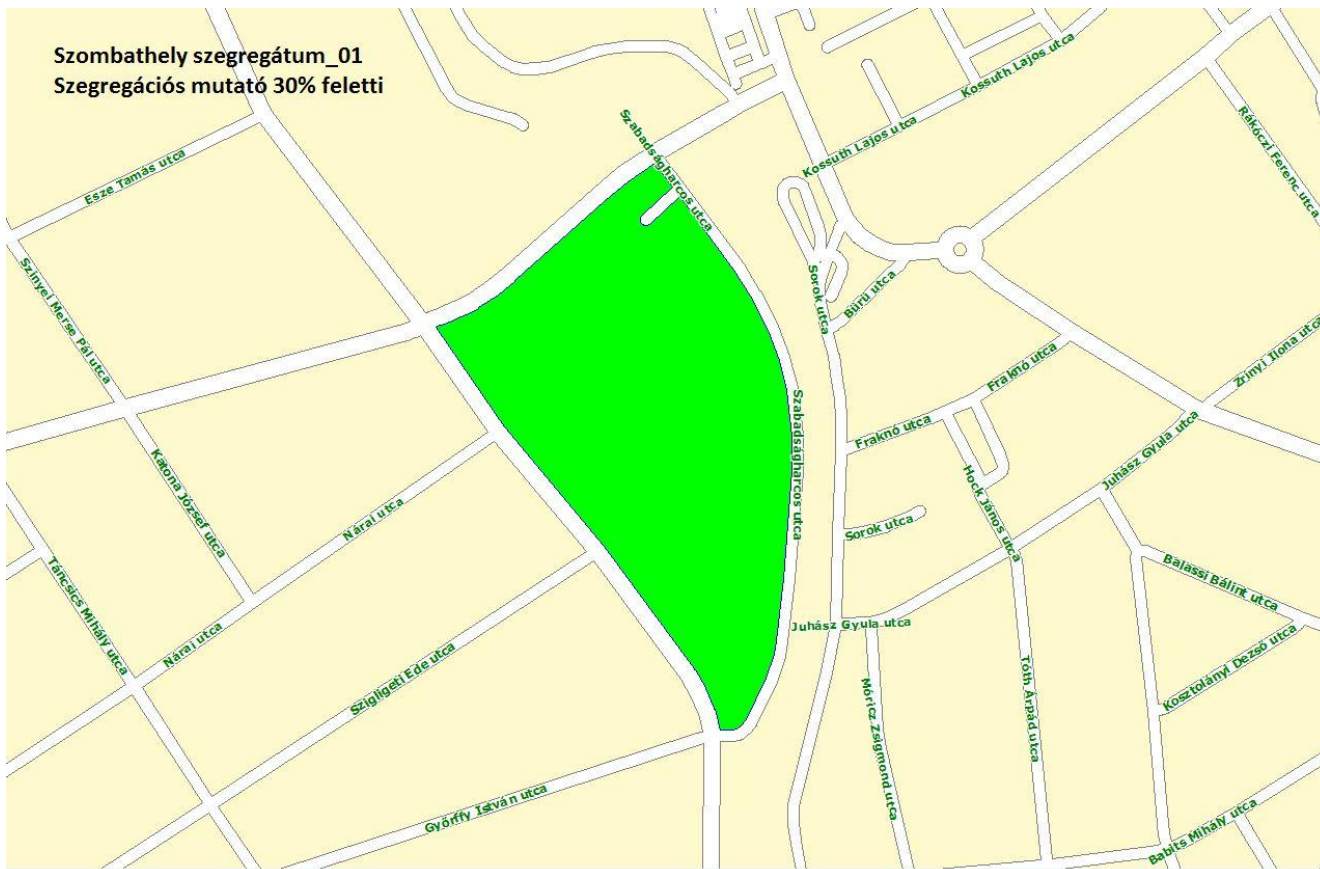 Szombathely szegregátum_01
Szegregációs mutató 30% feletti
Kossuth Lajos utca
Szabadságharcos utca
Kossuth Lajos utca
Rákóczi Ferenc utca
Esze Tamás utca
Szinyei Merse Pál utca
Sorok utca
Bürü utca
Zrinyi Ilona utca
Fraknó utca
Szabadságharcos utca
Fraknó utca
Juhász Gyula utca
Katona József utca
Nárai utca
Hock János utca
Sorok utca
Táncsics Mihály utca
Balassi Bálint utca
Juhász Gyula utca
Nárai utca
Szigligeti Ede utca
Kosztolányi Dezső utca
Móricz Zsigmond utca
Tóth Árpád utca
Győrffy István utca
Babits Mihály utca